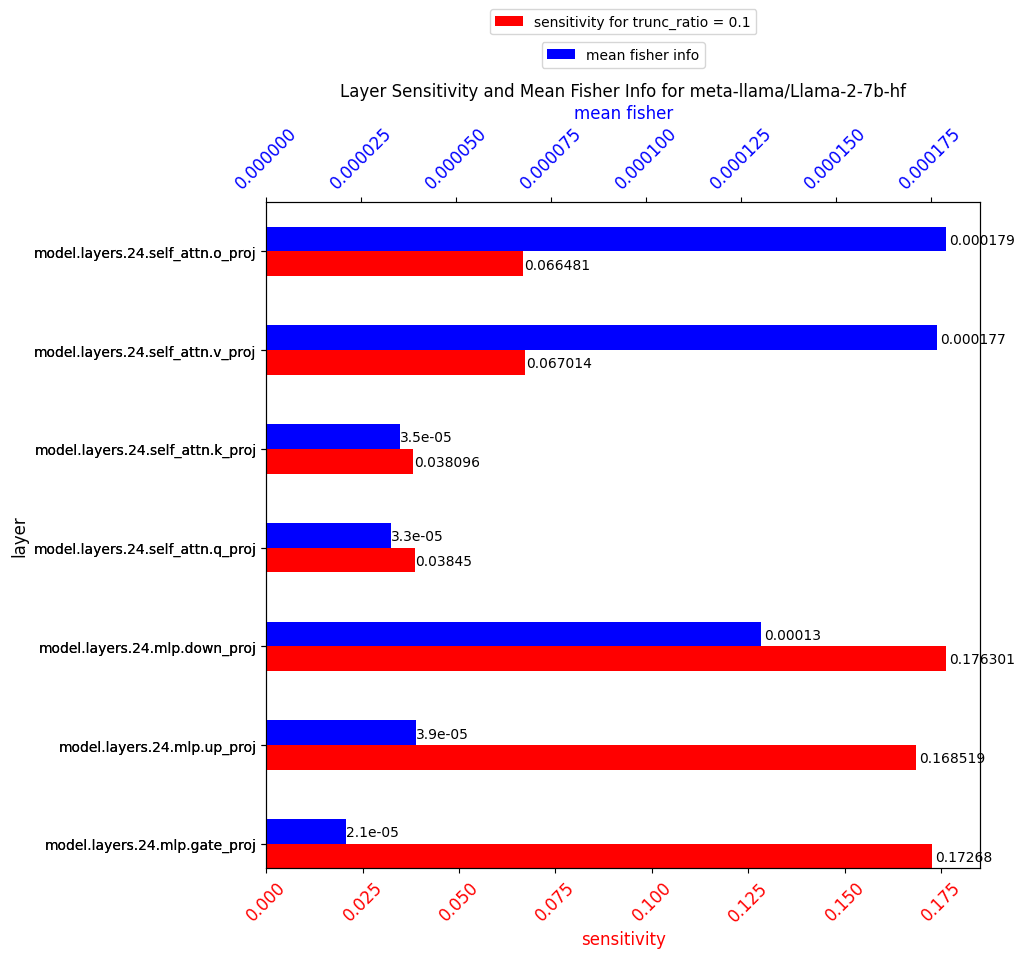 sensitivity for trunc_ratio = 0.1
mean fisher info
Layer Sensitivity and Mean Fisher Info for meta-llama/Llama-2-7b-hf
mean fisher
0.000000 0.000025 0.000050 0.000075 0.000100 0.000125 0.000150 0.000175
layer
model.layers.24.self_attn.o_proj
0.000179
0.066481
model.layers.24.self_attn.v_proj
0.000177
0.067014
model.layers.24.self_attn.k_proj
3.5e-05
0.038096
model.layers.24.self_attn.q_proj
3.3e-05
0.03845
model.layers.24.mlp.down_proj
0.00013
0.176301
model.layers.24.mlp.up_proj
3.9e-05
0.168519
model.layers.24.mlp.gate_proj
2.1e-05
0.17268
0.000 0.025 0.050 0.075 0.100 0.125 0.150 0.175
sensitivity